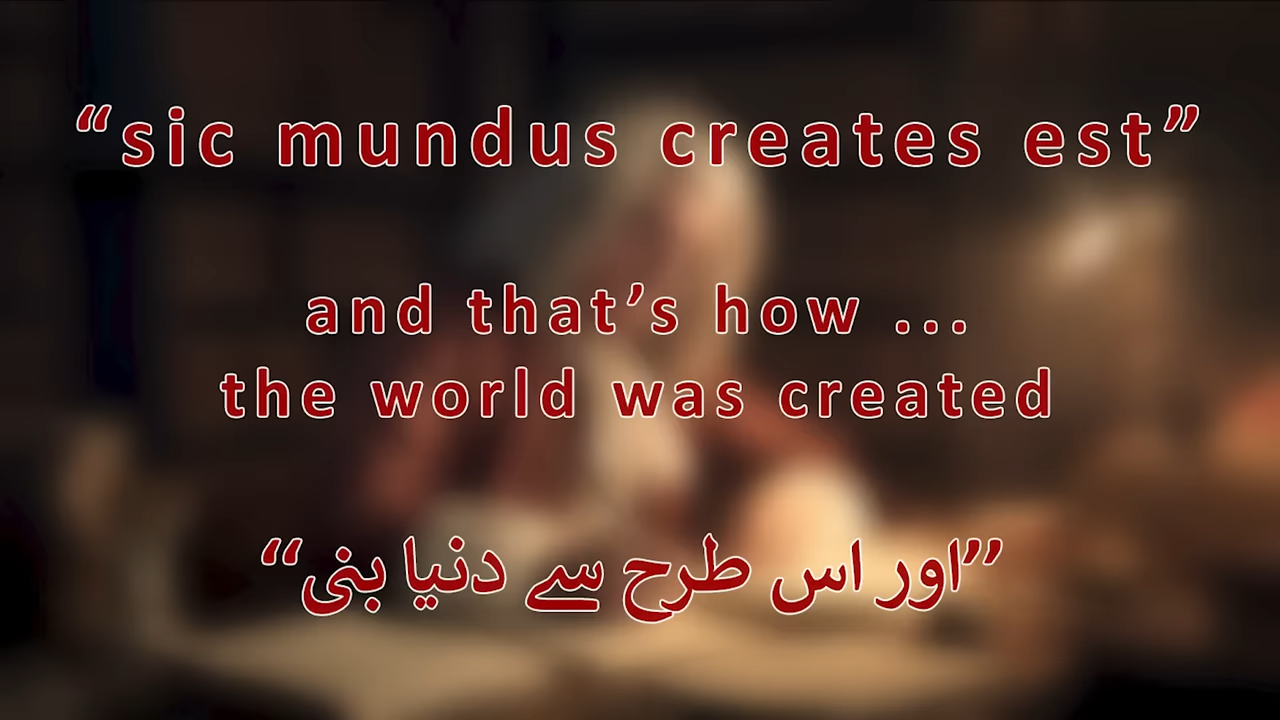 “sic mundus creates est”
and that’s how ...
the world was created
”اور اس طرح سے دنیا بنی“